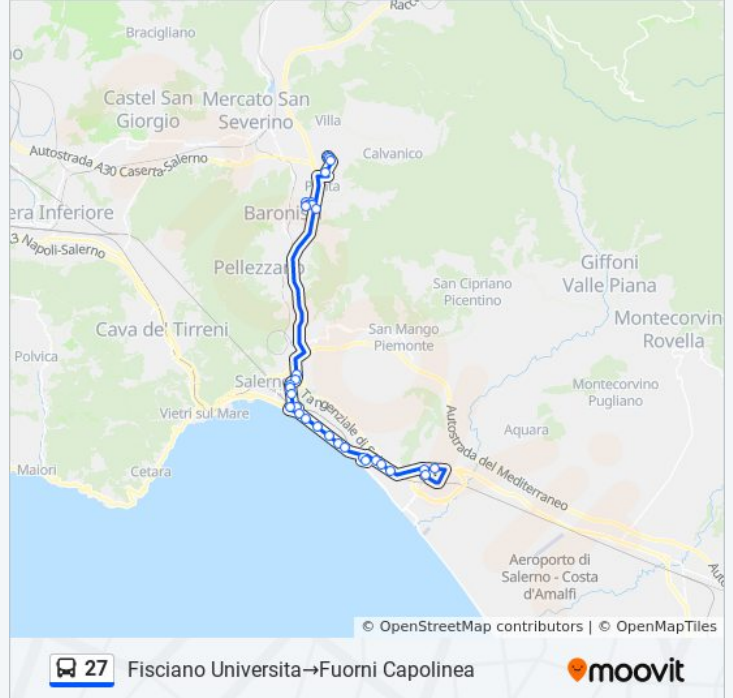 Bracigliano
Castel San
Giorgio
Mercato San
Severino
Villa
Autostrada A30 Caserta-Salerno
Calvanico
era Inferiore
Baronis
3 Napoli-Salerno
Pellezzano
Giffoni
Valle Piana
San Cipriano
Picentino
Montecorvin
Rovella
Cava de' Tirreni
San Mango
Piemonte
Polvica
Salerno
Montecorvino
Pugliano
Vietri sul Mare
Tangenziale di S
Aquara
Autostrada del Mediterraneo
Maiori
Cetara
Aeroporto di
Salerno - Costa
d'Amalfi
© OpenStreetMap contributors | © OpenMapTiles
27 Fisciano Universita→Fuorni Capolinea
moovit